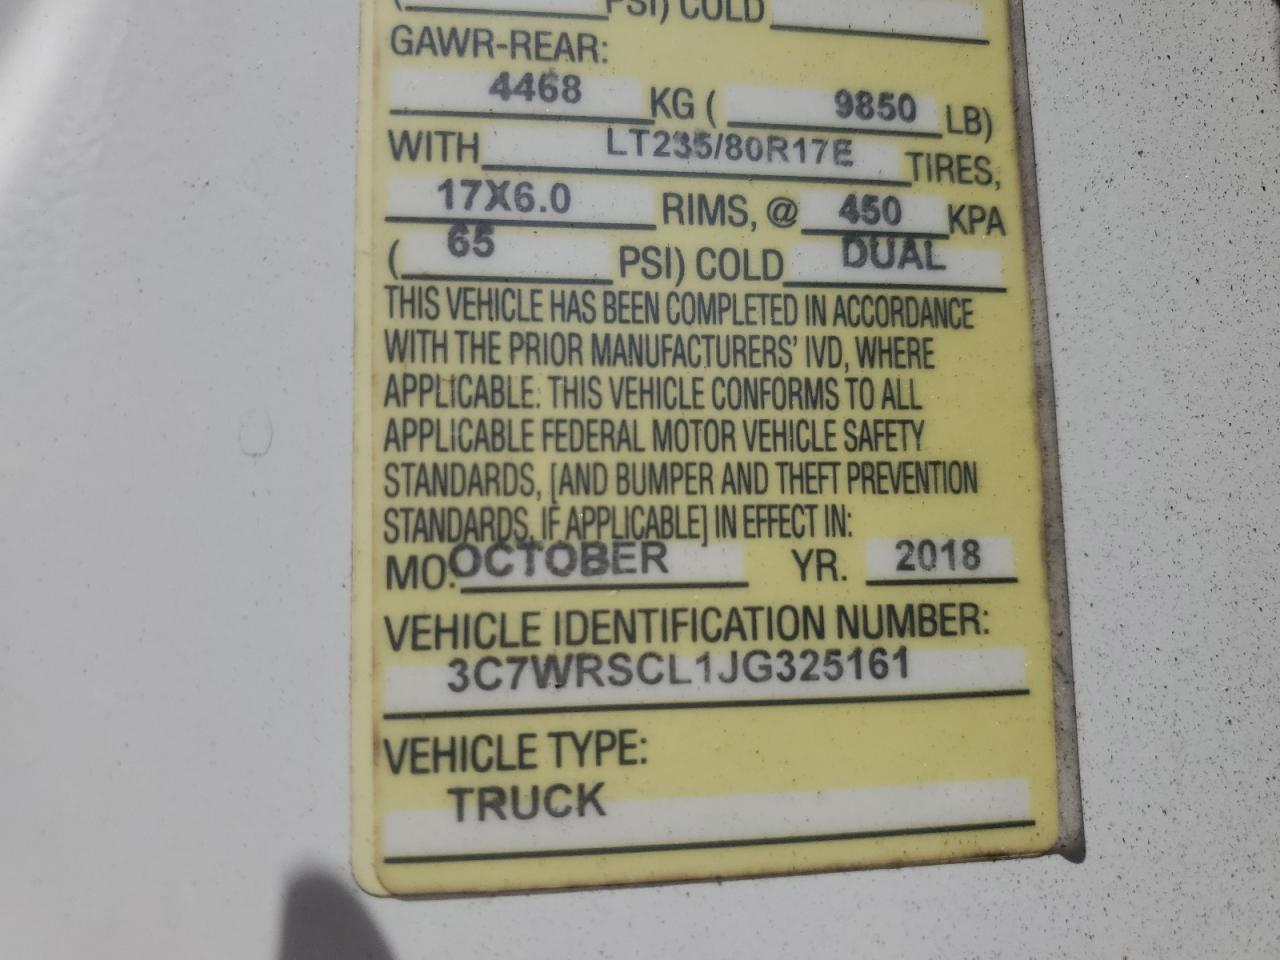 ( PSI) COLD
GAWR-REAR:
4468 KG ( 9850 LB)
WITH LT235/80R17E TIRES,
17X6.0 RIMS, @ 450 KPA
( 65 PSI) COLD DUAL
THIS VEHICLE HAS BEEN COMPLETED IN ACCORDANCE
WITH THE PRIOR MANUFACTURERS' IVD, WHERE
APPLICABLE. THIS VEHICLE CONFORMS TO ALL
APPLICABLE FEDERAL MOTOR VEHICLE SAFETY
STANDARDS, [AND BUMPER AND THEFT PREVENTION
STANDARDS, IF APPLICABLE] IN EFFECT IN:
MO. OCTOBER YR. 2018
VEHICLE IDENTIFICATION NUMBER:
3C7WRSCL1JG325161
VEHICLE TYPE:
TRUCK